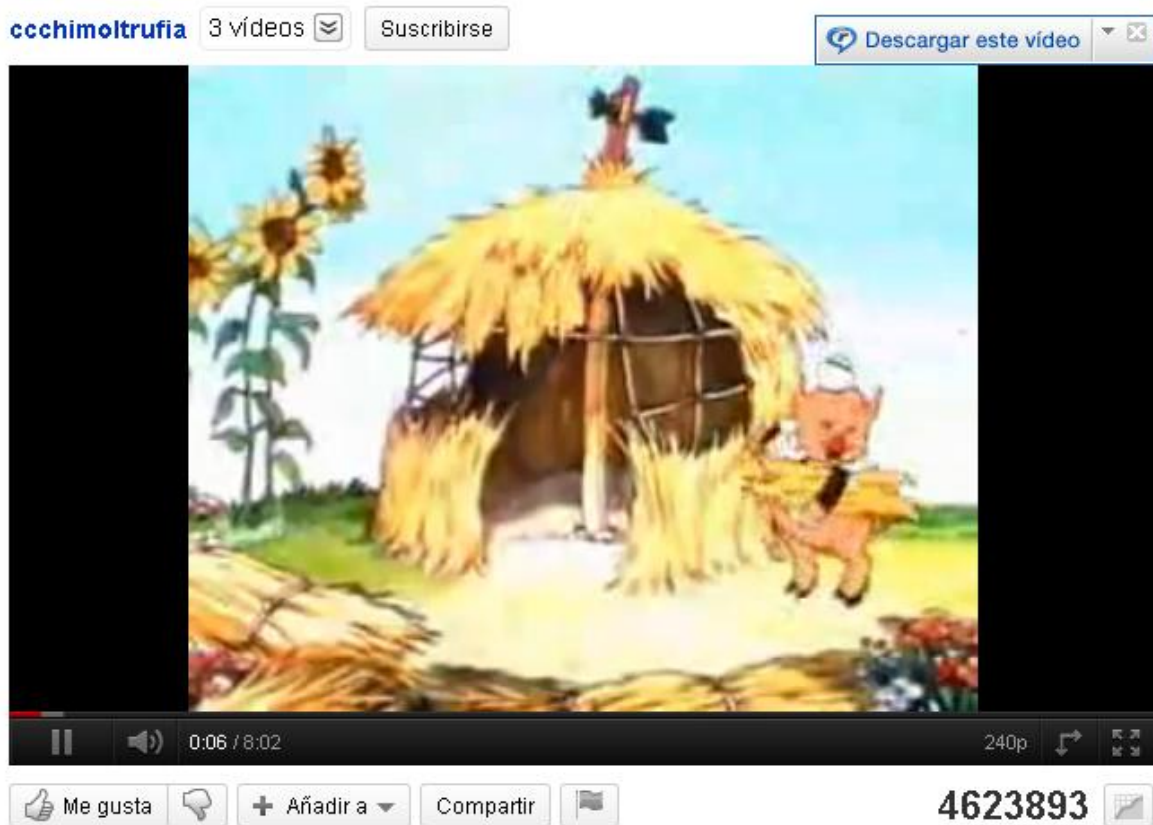 ccchimoltrufia 3 vídeos Suscribirse
Descargar este vídeo
0:06 / 8:02 240p
Me gusta Añadir a Compartir 4623893